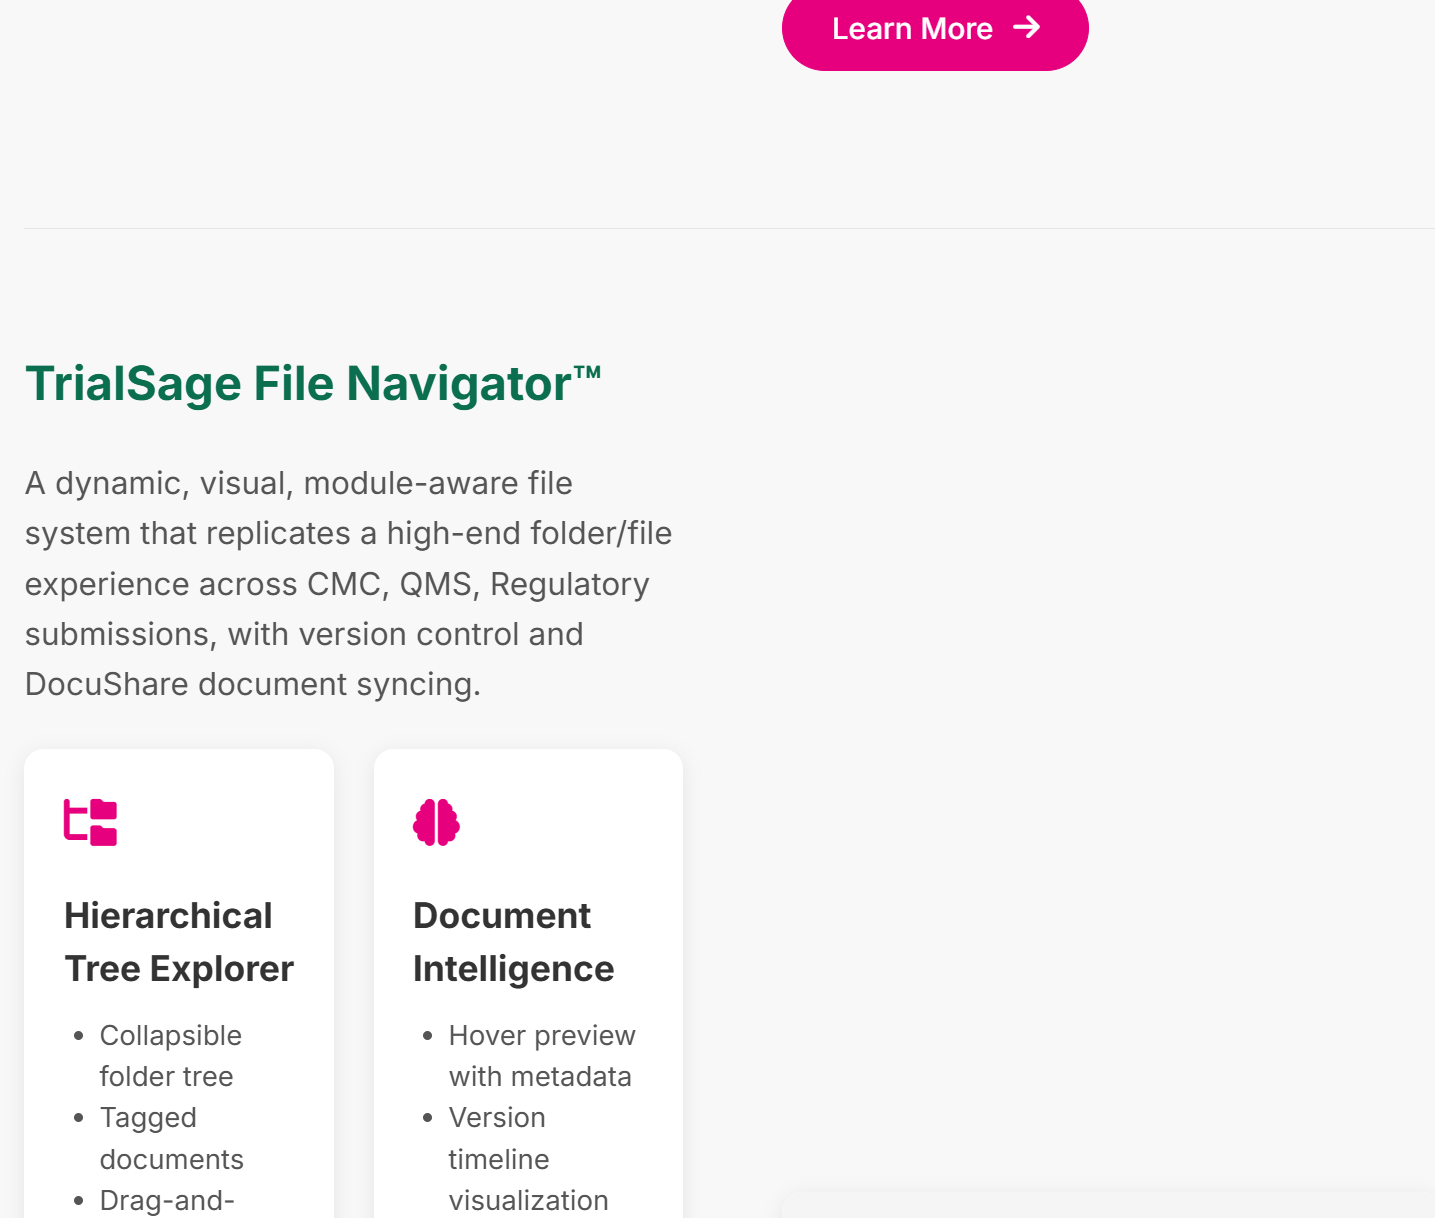 Learn More
TrialSage File Navigator™
A dynamic, visual, module-aware file
system that replicates a high-end folder/file
experience across CMC, QMS, Regulatory
submissions, with version control and
DocuShare document syncing.
Hierarchical
Tree Explorer
• Collapsible
folder tree
• Tagged
documents
• Drag-and-
Document
Intelligence
• Hover preview
with metadata
• Version
timeline
visualization